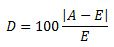 D = 100 |A − E| / E